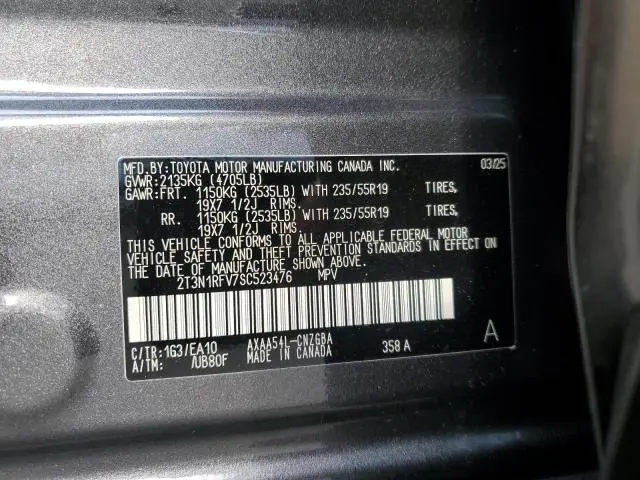 MFD.BY:TOYOTA MOTOR MANUFACTURING CANADA INC. 03/25
GVWR:2135KG (4705LB)
GAWR:FRT. 1150KG (2535LB) WITH 235/55R19 TIRES,
19X7 1/2J RIMS.
RR. 1150KG (2535LB) WITH 235/55R19 TIRES,
19X7 1/2J RIMS.
THIS VEHICLE CONFORMS TO ALL APPLICABLE FEDERAL MOTOR
VEHICLE SAFETY AND THEFT PREVENTION STANDARDS IN EFFECT ON
THE DATE OF MANUFACTURE SHOWN ABOVE.
2T3N1RFV7SC523476 MPV
C/TR:1G3/EA10 AXAA54L-CNZGBA 358 A A
A/TM: /UB80F MADE IN CANADA